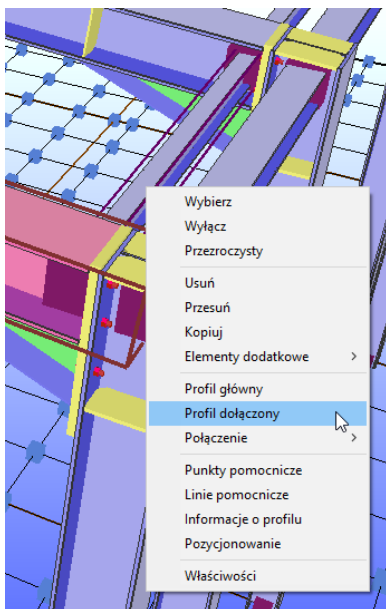 Wybierz
Wyłącz
Przezroczysty
Usuń
Przesuń
Kopiuj
Elementy dodatkowe
Profil główny
Profil dołączony
Połączenie
Punkty pomocnicze
Linie pomocnicze
Informacje o profilu
Pozycjonowanie
Właściwości